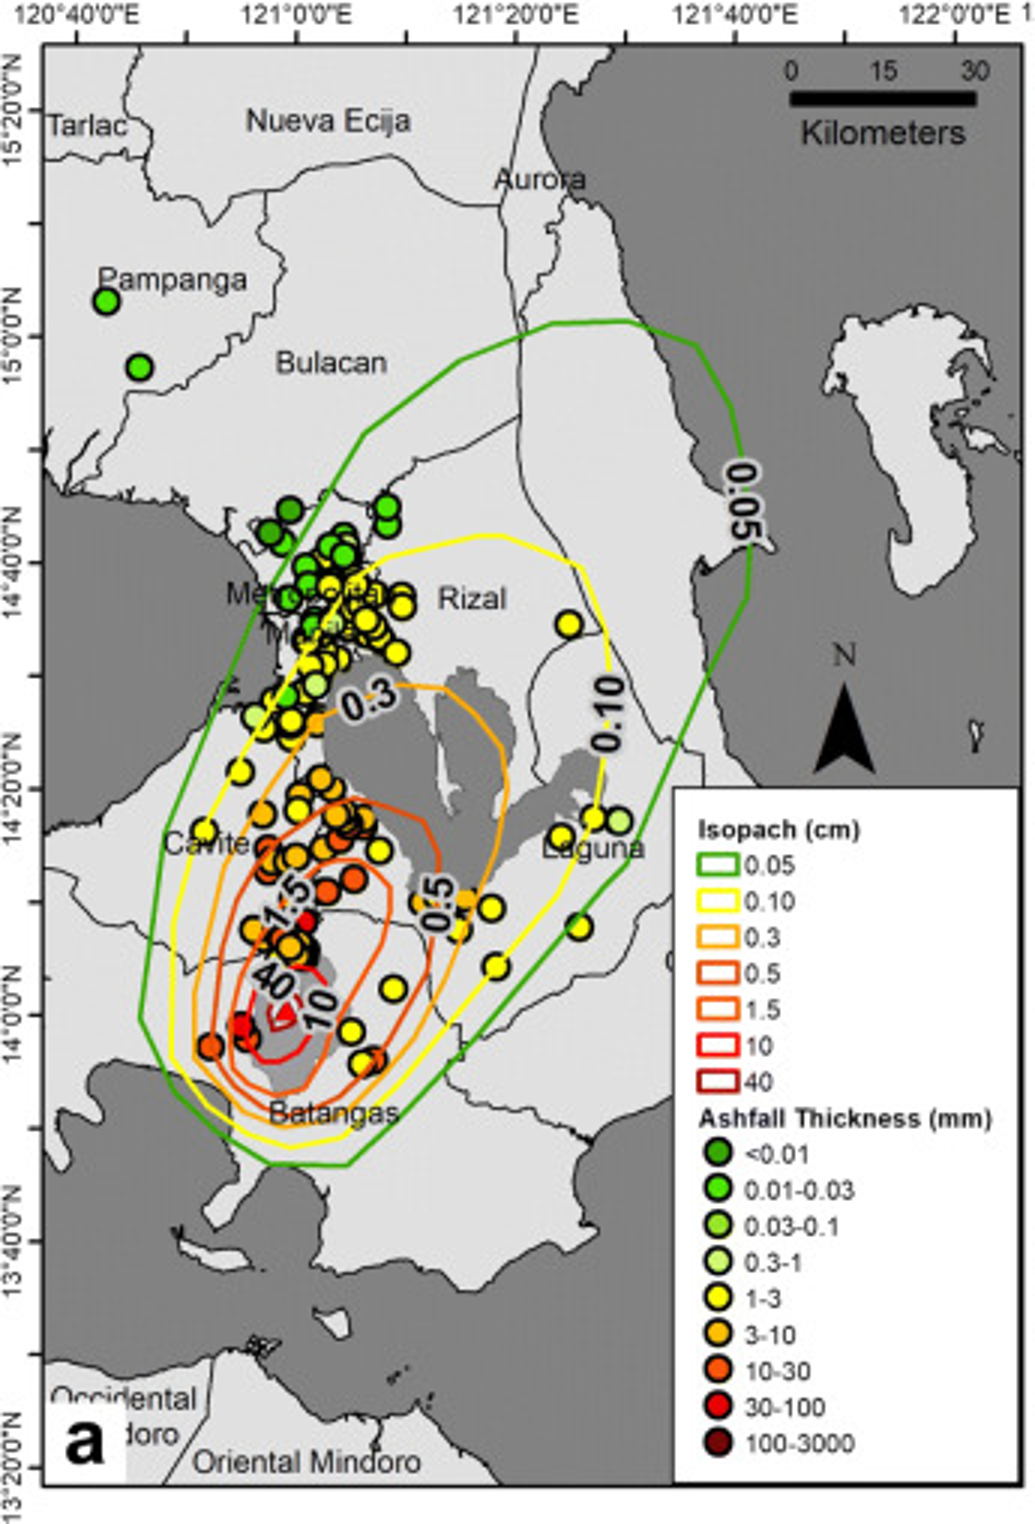 120°40'0"E 121°0'0"E 121°20'0"E 121°40'0"E 122°0'0"E 1
15°20'0"N
15°0'0"N
14°40'0"N
14°20'0"N
14°0'0"N
13°40'0"N
13°20'0"N
0 15 30
Kilometers
Tarlac
Nueva Ecija
Aurora
Pampanga
Bulacan
0.05
Rizal
N
0.3
0.10
Cavite
Laguna
1.5
0.5
40
10
Batangas
Occidental
doro
Oriental Mindoro
a
Isopach (cm)
0.05
0.10
0.3
0.5
1.5
10
40
Ashfall Thickness (mm)
<0.01
0.01-0.03
0.03-0.1
0.3-1
1-3
3-10
10-30
30-100
100-3000